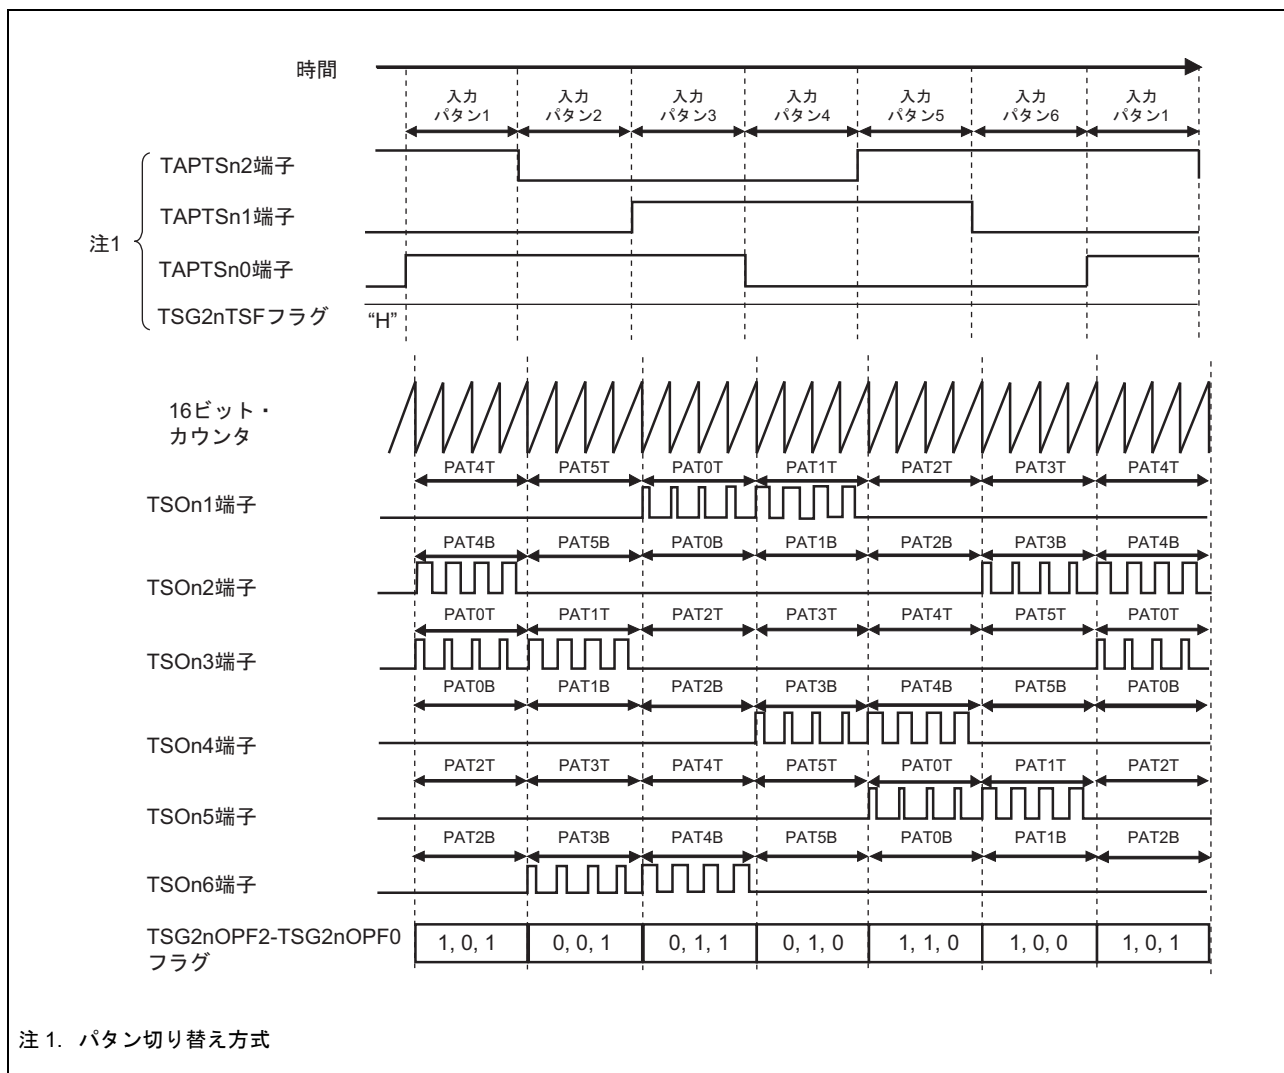 時間
入力 入力 入力 入力 入力 入力 入力
パタン1 パタン2 パタン3 パタン4 パタン5 パタン6 パタン1
TAPTSn2端子
TAPTSn1端子
注1
TAPTSn0端子
TSG2nTSFフラグ “H”
16ビット・
カウンタ
PAT4T PAT5T PAT0T PAT1T PAT2T PAT3T PAT4T
TSOn1端子
PAT4B PAT5B PAT0B PAT1B PAT2B PAT3B PAT4B
TSOn2端子
PAT0T PAT1T PAT2T PAT3T PAT4T PAT5T PAT0T
TSOn3端子
PAT0B PAT1B PAT2B PAT3B PAT4B PAT5B PAT0B
TSOn4端子
PAT2T PAT3T PAT4T PAT5T PAT0T PAT1T PAT2T
TSOn5端子
PAT2B PAT3B PAT4B PAT5B PAT0B PAT1B PAT2B
TSOn6端子
TSG2nOPF2-TSG2nOPF0
フラグ
1, 0, 1 0, 0, 1 0, 1, 1 0, 1, 0 1, 1, 0 1, 0, 0 1, 0, 1
注 1. パタン切り替え方式